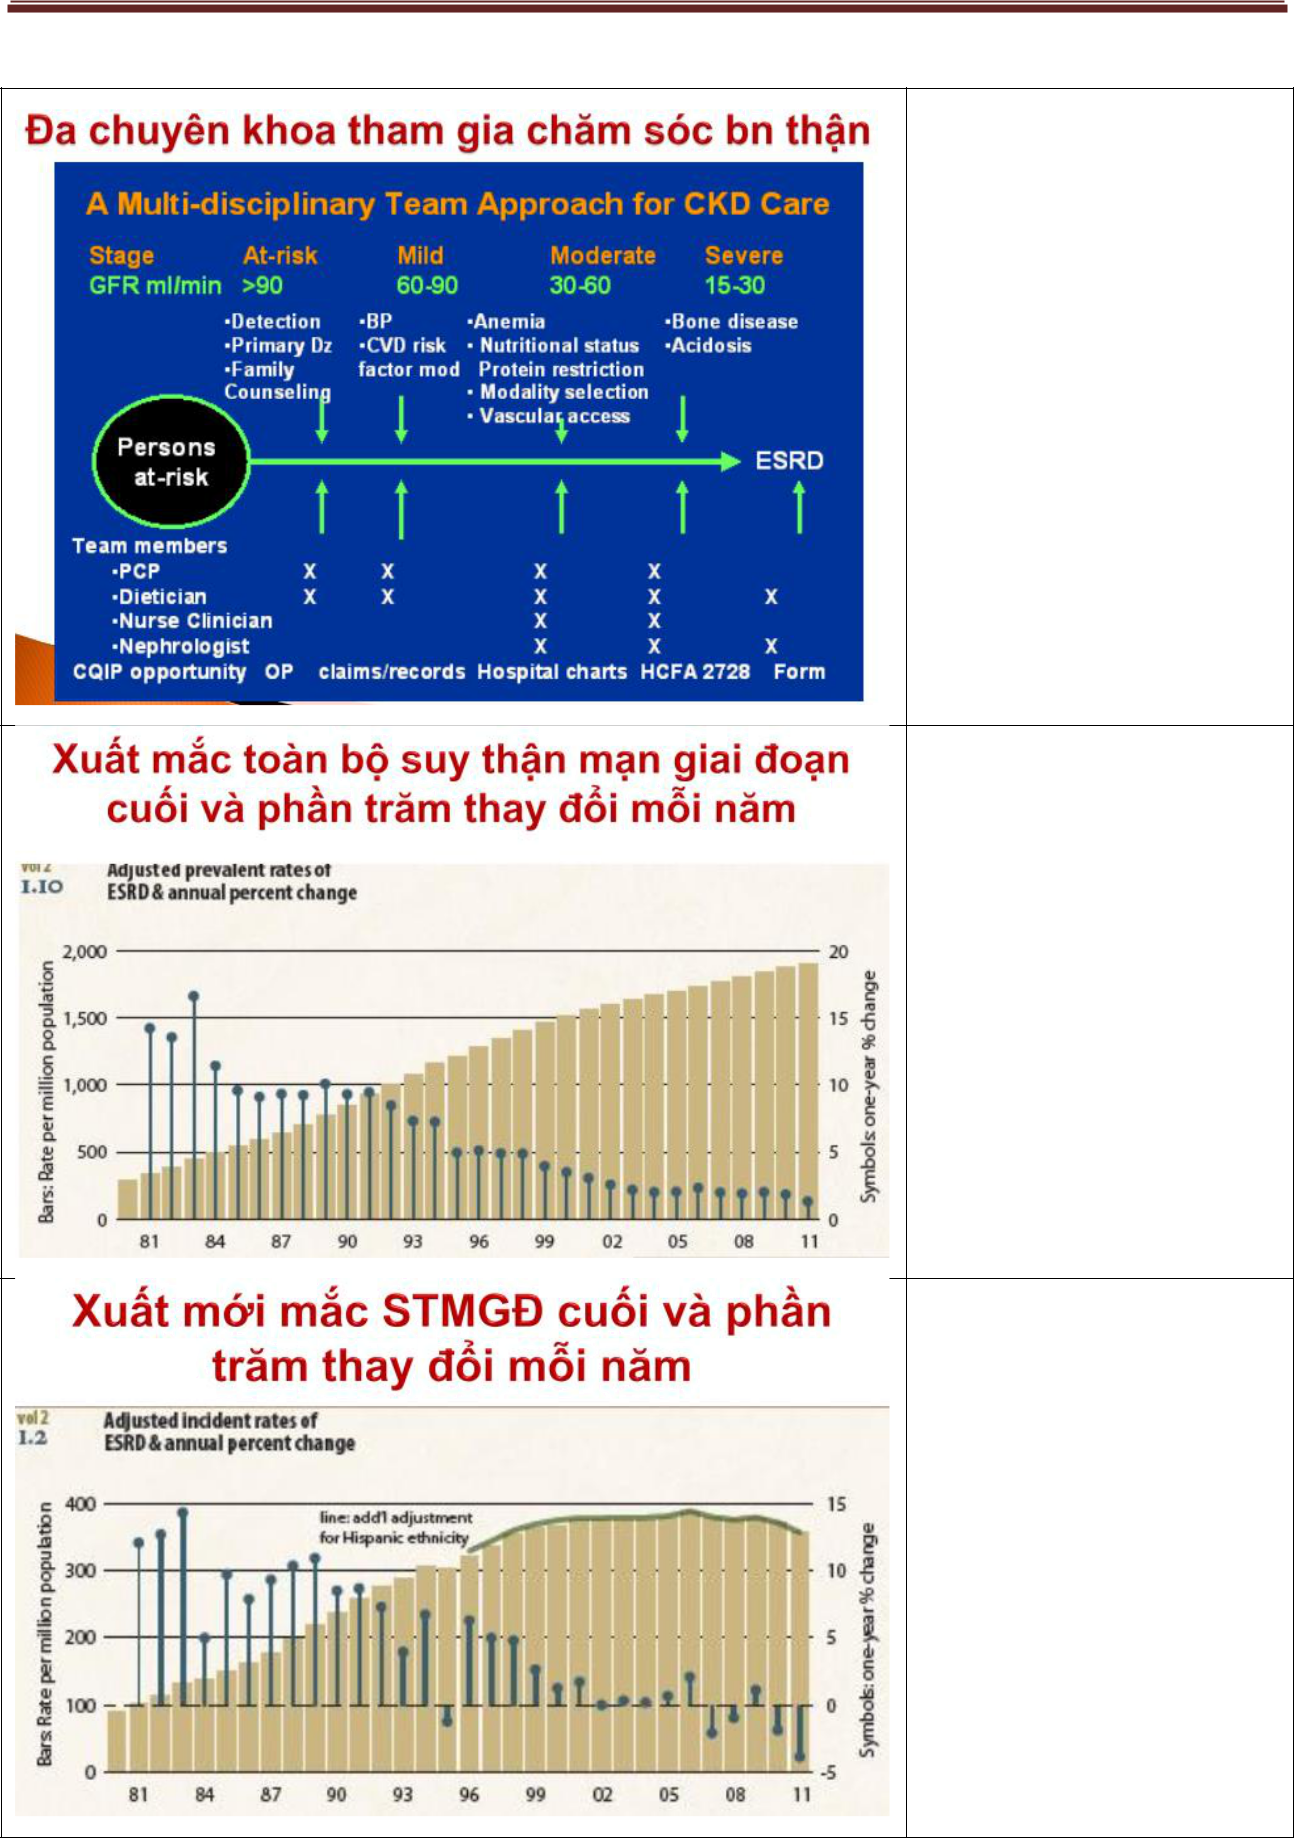 Đa chuyên khoa tham gia chăm sóc bn thận
A Multi-disciplinary Team Approach for CKD Care
Stage At-risk Mild Moderate Severe
GFR ml/min >90 60-90 30-60 15-30
•Detection •BP •Anemia •Bone disease
•Primary Dz •CVD risk • Nutritional status •Acidosis
•Family factor mod Protein restriction
Counseling • Modality selection
• Vascular access
Persons
at-risk
ESRD
Team members
•PCP X X X X
•Dietician X X X X X
•Nurse Clinician X X
•Nephrologist X X X
CQIP opportunity OP claims/records Hospital charts HCFA 2728 Form
Xuất mắc toàn bộ suy thận mạn giai đoạn
cuối và phần trăm thay đổi mỗi năm
vol 2
1.10
Adjusted prevalent rates of
ESRD & annual percent change
Bars: Rate per million population
2,000
1,500
1,000
500
0
20
15
10
5
0
Symbols: one-year % change
81 84 87 90 93 96 99 02 05 08 11
Xuất mới mắc STMGĐ cuối và phần
trăm thay đổi mỗi năm
vol 2
1.2
Adjusted incident rates of
ESRD & annual percent change
line: add'l adjustment
for Hispanic ethnicity
Bars: Rate per million population
400
300
200
100
0
15
10
5
0
-5
Symbols: one-year % change
81 84 87 90 93 96 99 02 05 08 11